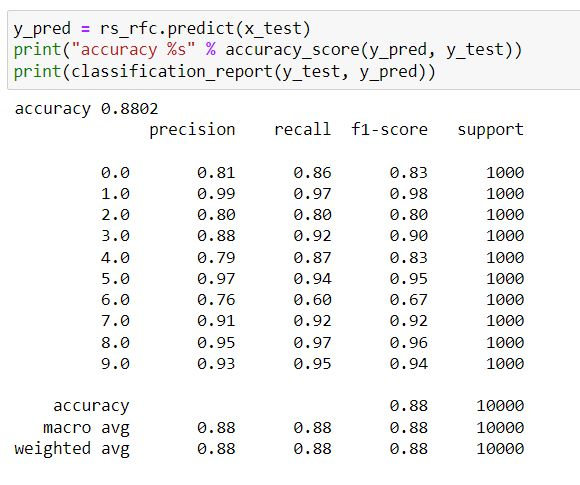 y_pred = rs_rfc.predict(x_test)
print("accuracy %s" % accuracy_score(y_pred, y_test))
print(classification_report(y_test, y_pred))
accuracy 0.8802
precision recall f1-score support
0.0 0.81 0.86 0.83 1000
1.0 0.99 0.97 0.98 1000
2.0 0.80 0.80 0.80 1000
3.0 0.88 0.92 0.90 1000
4.0 0.79 0.87 0.83 1000
5.0 0.97 0.94 0.95 1000
6.0 0.76 0.60 0.67 1000
7.0 0.91 0.92 0.92 1000
8.0 0.95 0.97 0.96 1000
9.0 0.93 0.95 0.94 1000
accuracy 0.88 10000
macro avg 0.88 0.88 0.88 10000
weighted avg 0.88 0.88 0.88 10000